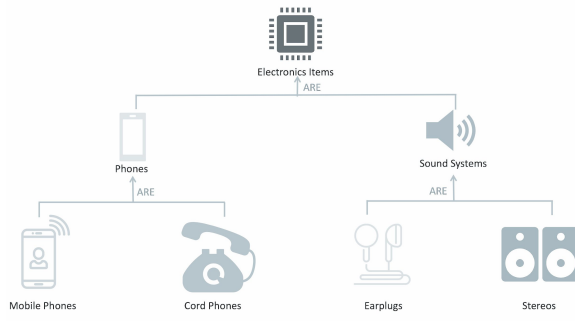 Electronics Items
ARE
Phones
Sound Systems
ARE
ARE
Mobile Phones
Cord Phones
Earplugs
Stereos